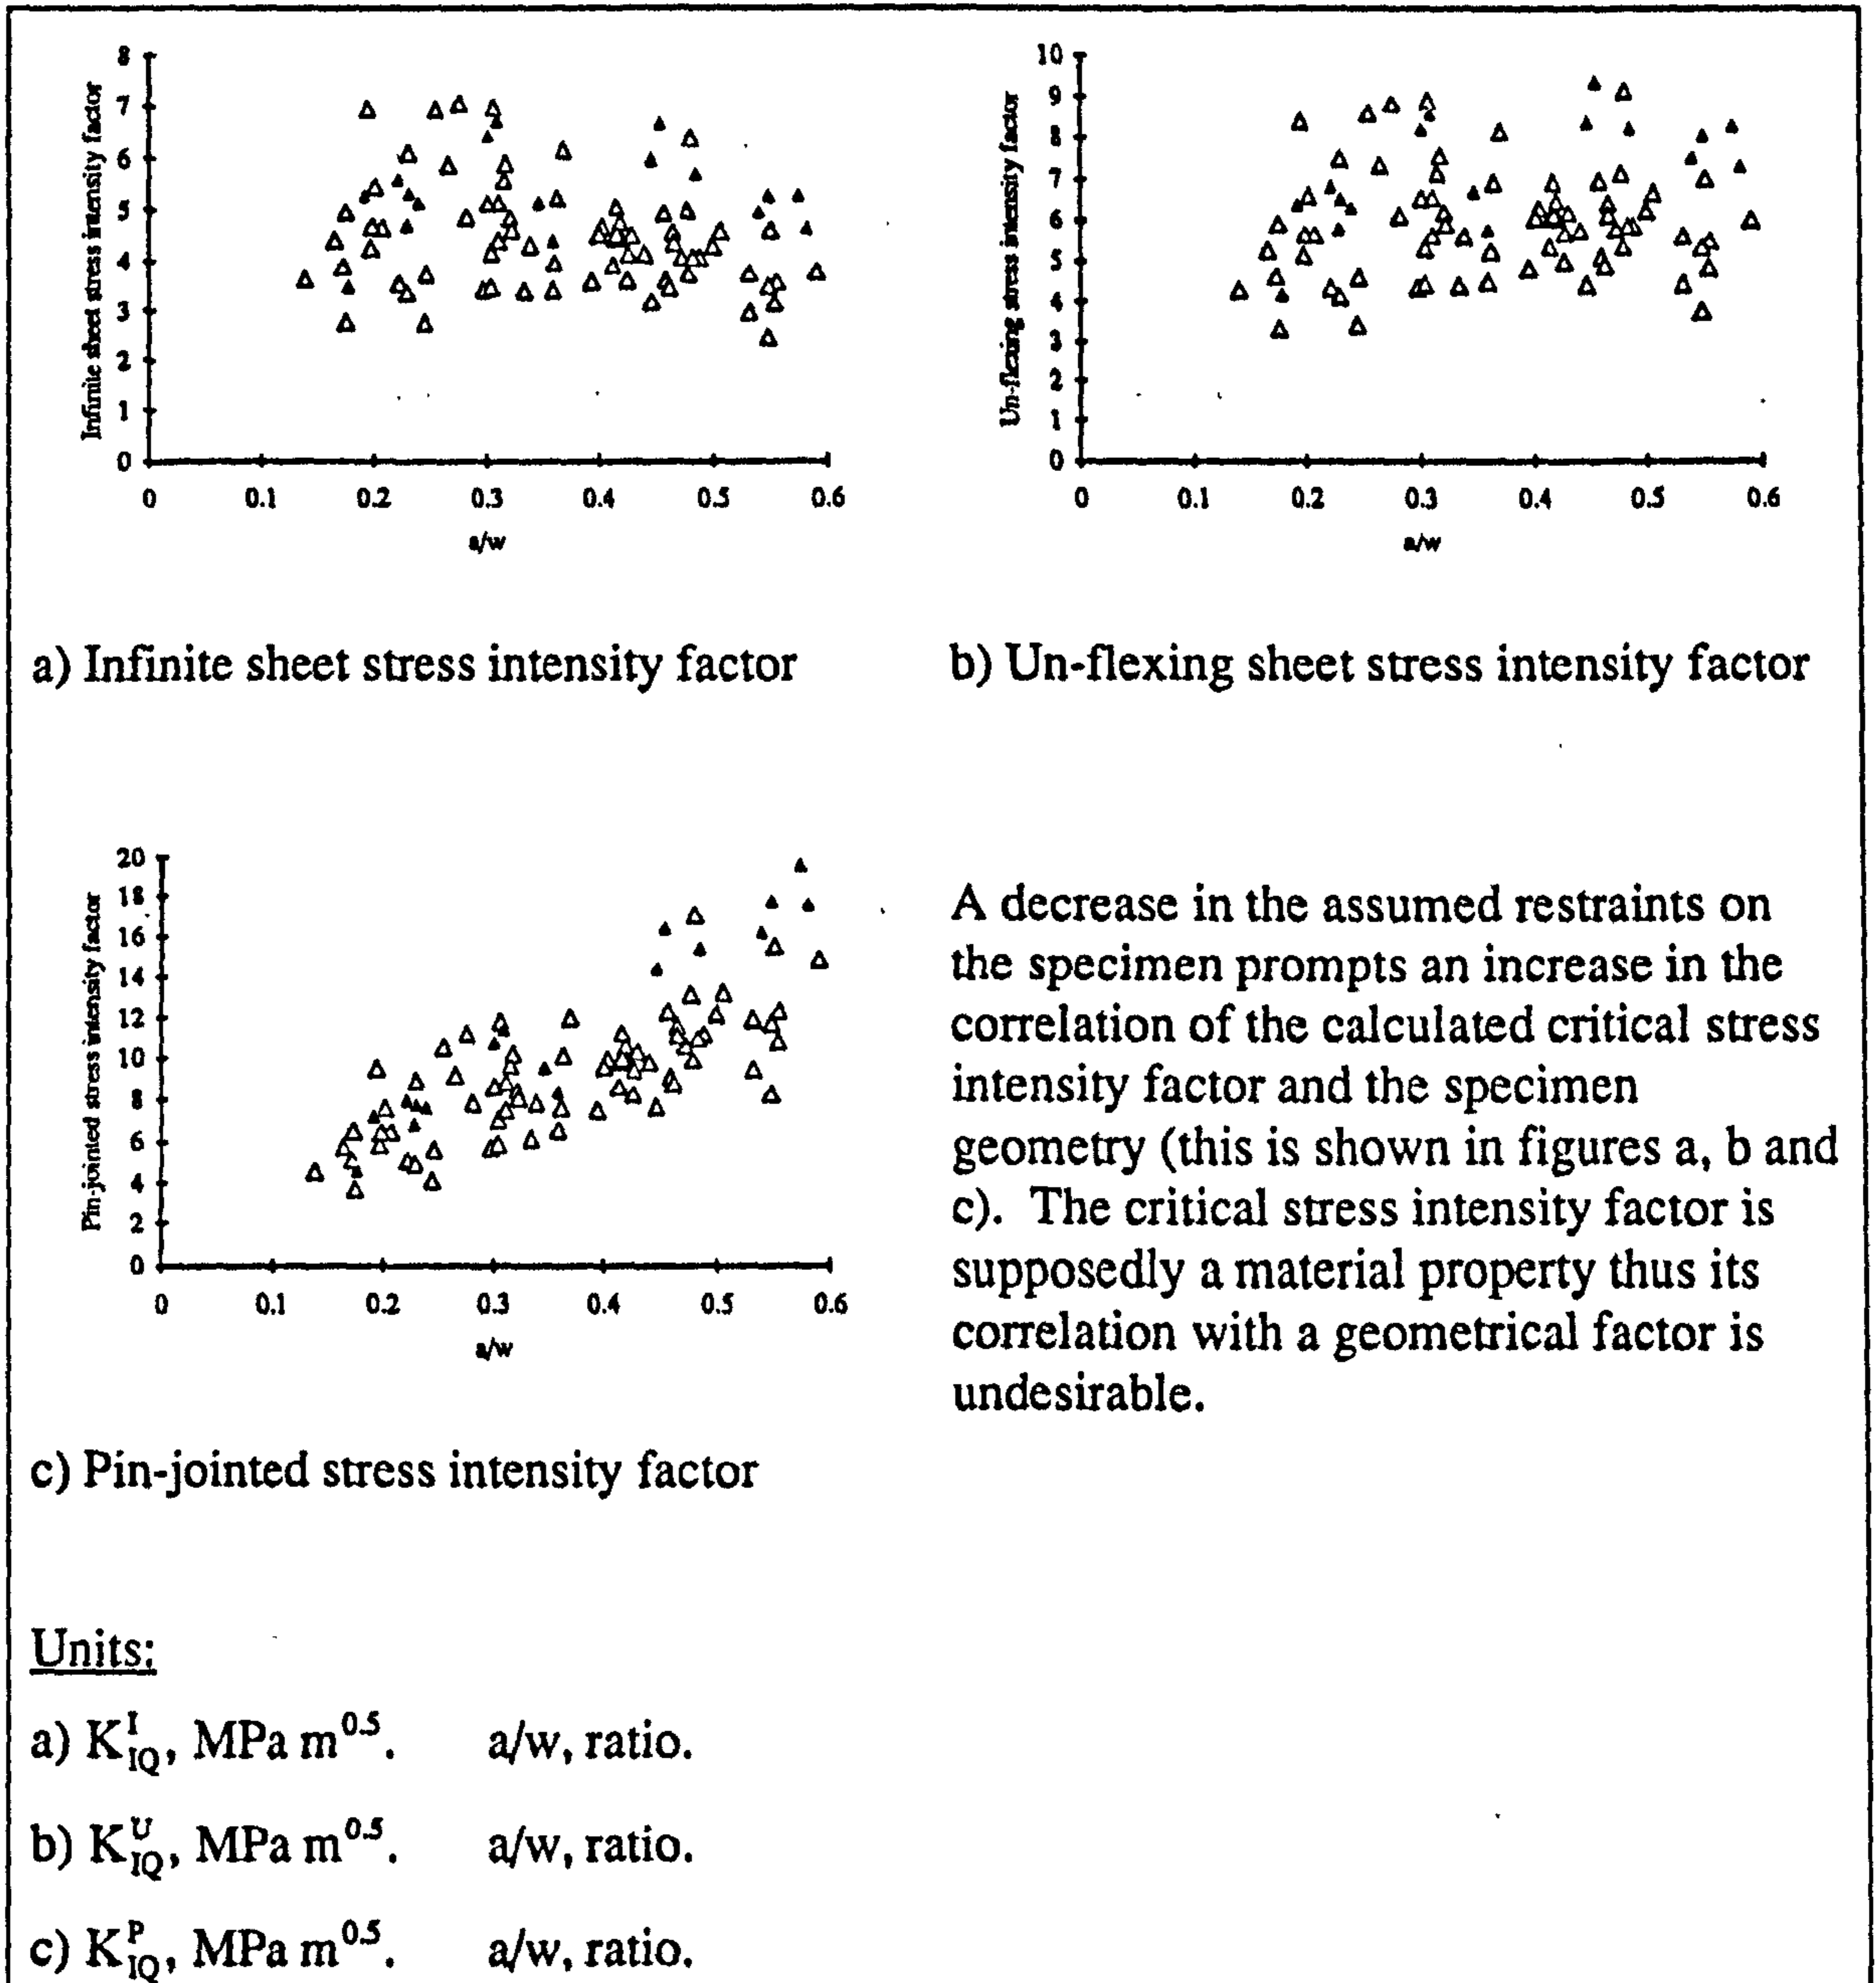 Infinite sheet stress intensity factor
8
7
6
5
4
3
2
1
0
0 0.1 0.2 0.3 0.4 0.5 0.6
a/w
Un-flexing stress intensity factor
10
9
8
7
6
5
4
3
2
1
0
0 0.1 0.2 0.3 0.4 0.5 0.6
a/w
a) Infinite sheet stress intensity factor
b) Un-flexing sheet stress intensity factor
Pin-jointed stress intensity factor
20
18
16
14
12
10
8
6
4
2
0
0 0.1 0.2 0.3 0.4 0.5 0.6
a/w
c) Pin-jointed stress intensity factor
A decrease in the assumed restraints on
the specimen prompts an increase in the
correlation of the calculated critical stress
intensity factor and the specimen
geometry (this is shown in figures a, b and
c). The critical stress intensity factor is
supposedly a material property thus its
correlation with a geometrical factor is
undesirable.
Units:
a) K^I_IQ, MPa m^0.5. a/w, ratio.
b) K^U_IQ, MPa m^0.5. a/w, ratio.
c) K^P_IQ, MPa m^0.5. a/w, ratio.